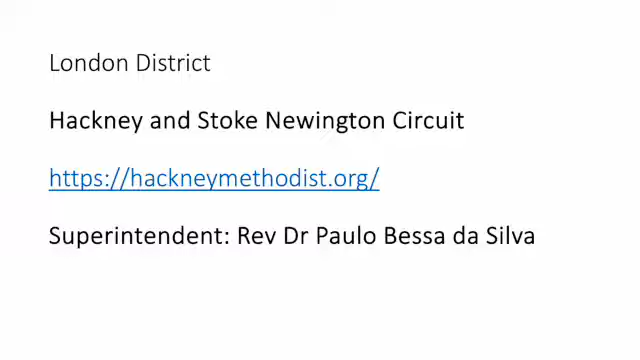 London District
Hackney and Stoke Newington Circuit
https://hackneymethodist.org/
Superintendent: Rev Dr Paulo Bessa da Silva